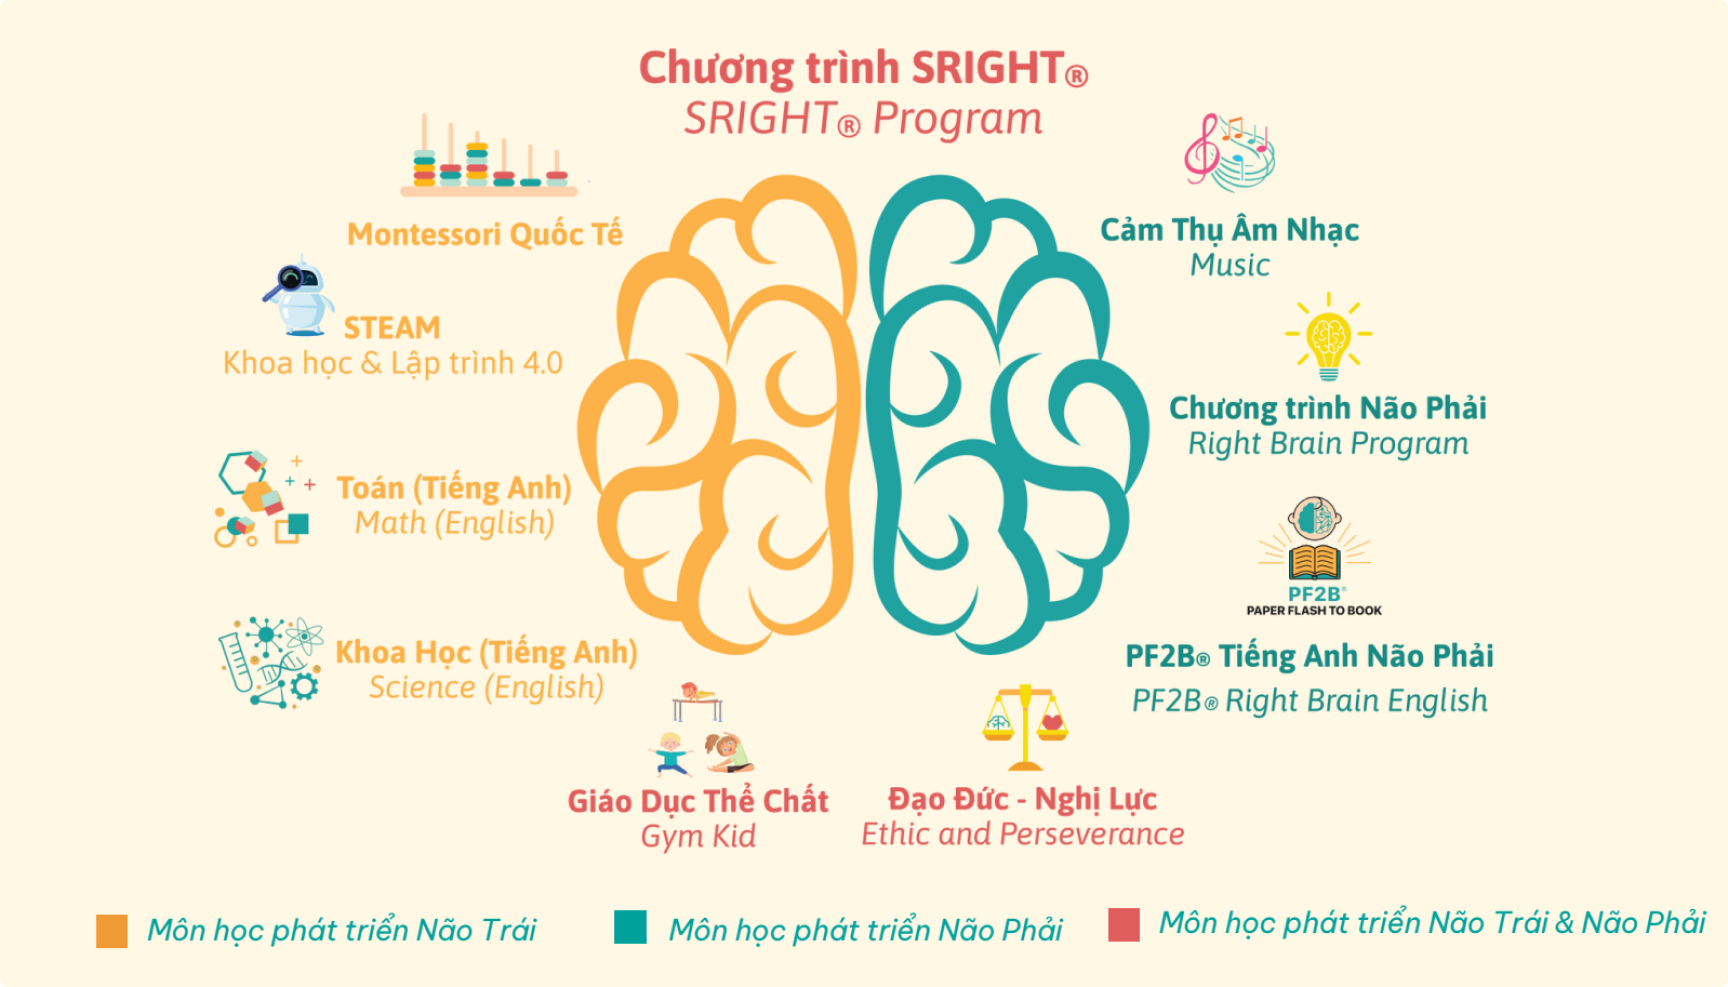 Chương trình SRIGHT®
SRIGHT® Program
Montessori Quốc Tế
STEAM
Khoa học & Lập trình 4.0
Toán (Tiếng Anh)
Math (English)
Khoa Học (Tiếng Anh)
Science (English)
Cảm Thụ Âm Nhạc
Music
Chương trình Não Phải
Right Brain Program
PF2B®
PAPER FLASH TO BOOK
PF2B® Tiếng Anh Não Phải
PF2B® Right Brain English
Giáo Dục Thể Chất
Gym Kid
Đạo Đức - Nghị Lực
Ethic and Perseverance
Môn học phát triển Não Trái
Môn học phát triển Não Phải
Môn học phát triển Não Trái & Não Phải